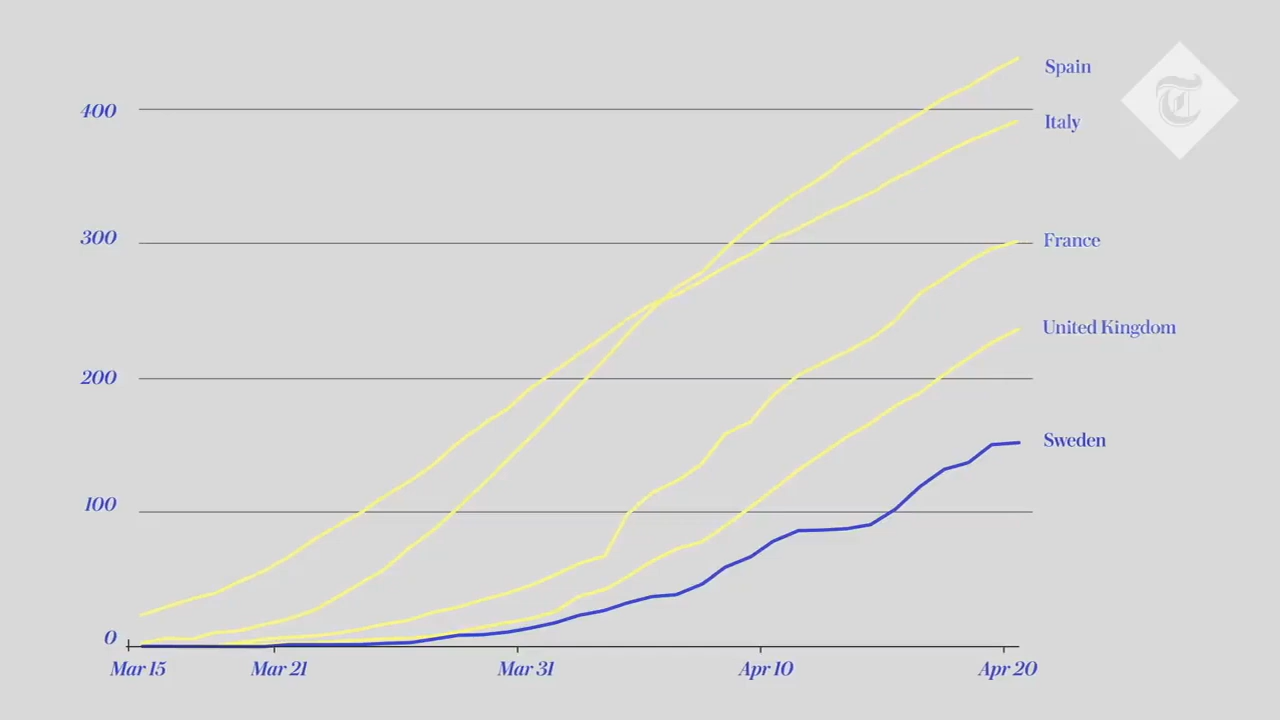 400
300
200
100
0
Mar 15
Mar 21
Mar 31
Apr 10
Apr 20
Spain
Italy
France
United Kingdom
Sweden
T